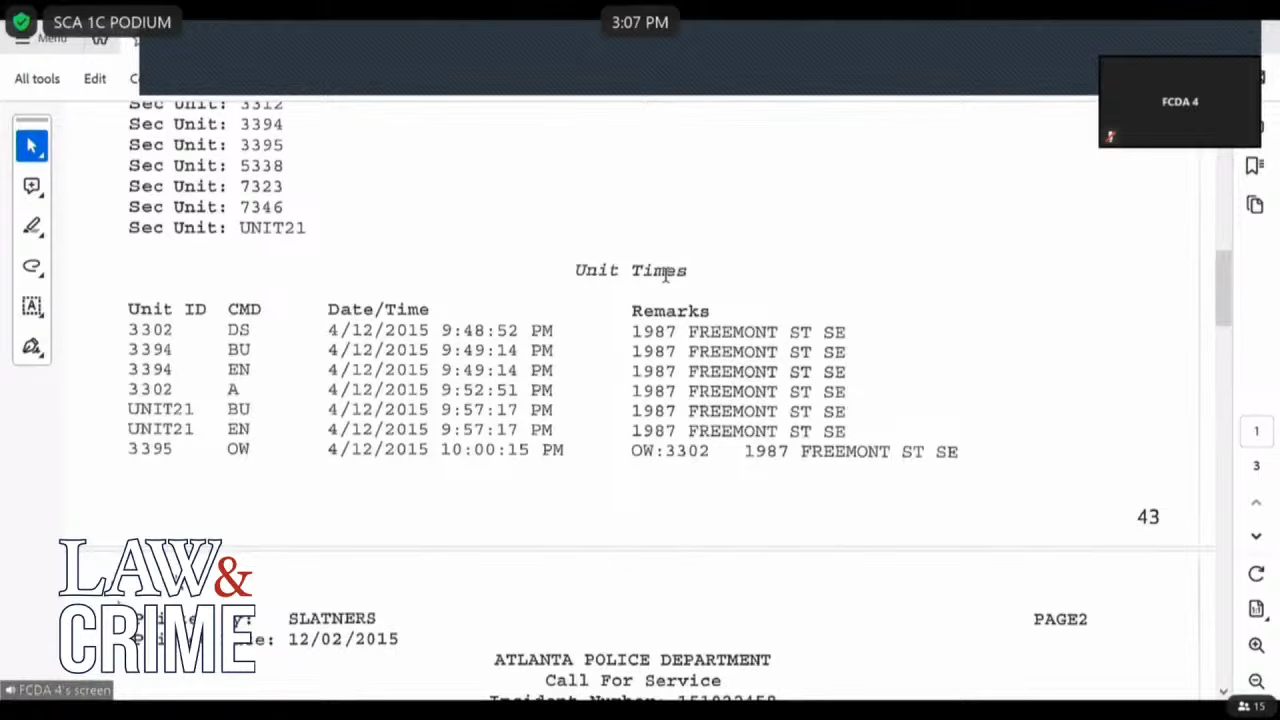 SCA 1C PODIUM
3:07 PM
Menu
All tools Edit
FCDA 4
Sec Unit: 3312
Sec Unit: 3394
Sec Unit: 3395
Sec Unit: 5338
Sec Unit: 7323
Sec Unit: 7346
Sec Unit: UNIT21
Unit Times
Unit ID CMD Date/Time Remarks
3302 DS 4/12/2015 9:48:52 PM 1987 FREEMONT ST SE
3394 BU 4/12/2015 9:49:14 PM 1987 FREEMONT ST SE
3394 EN 4/12/2015 9:49:14 PM 1987 FREEMONT ST SE
3302 A 4/12/2015 9:52:51 PM 1987 FREEMONT ST SE
UNIT21 BU 4/12/2015 9:57:17 PM 1987 FREEMONT ST SE
UNIT21 EN 4/12/2015 9:57:17 PM 1987 FREEMONT ST SE
3395 OW 4/12/2015 10:00:15 PM OW:3302 1987 FREEMONT ST SE
43
1
3
LAW&
CRIME
SLATNERS PAGE2
12/02/2015
ATLANTA POLICE DEPARTMENT
Call For Service
Incident Number:
FCDA 4's screen
15